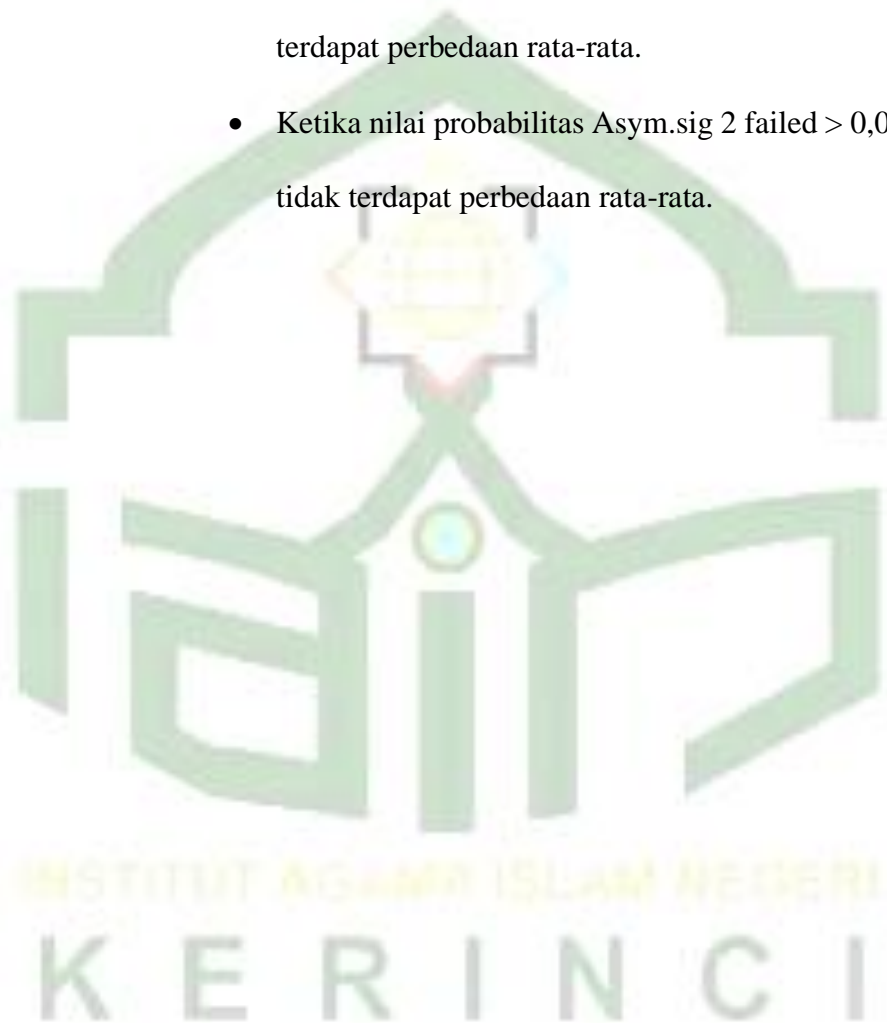 terdapat perbedaan rata-rata.
• Ketika nilai probabilitas Asym.sig 2 failed > 0,0
tidak terdapat perbedaan rata-rata.
INSTITUT AGAMA ISLAM NEGERI
KERINCI